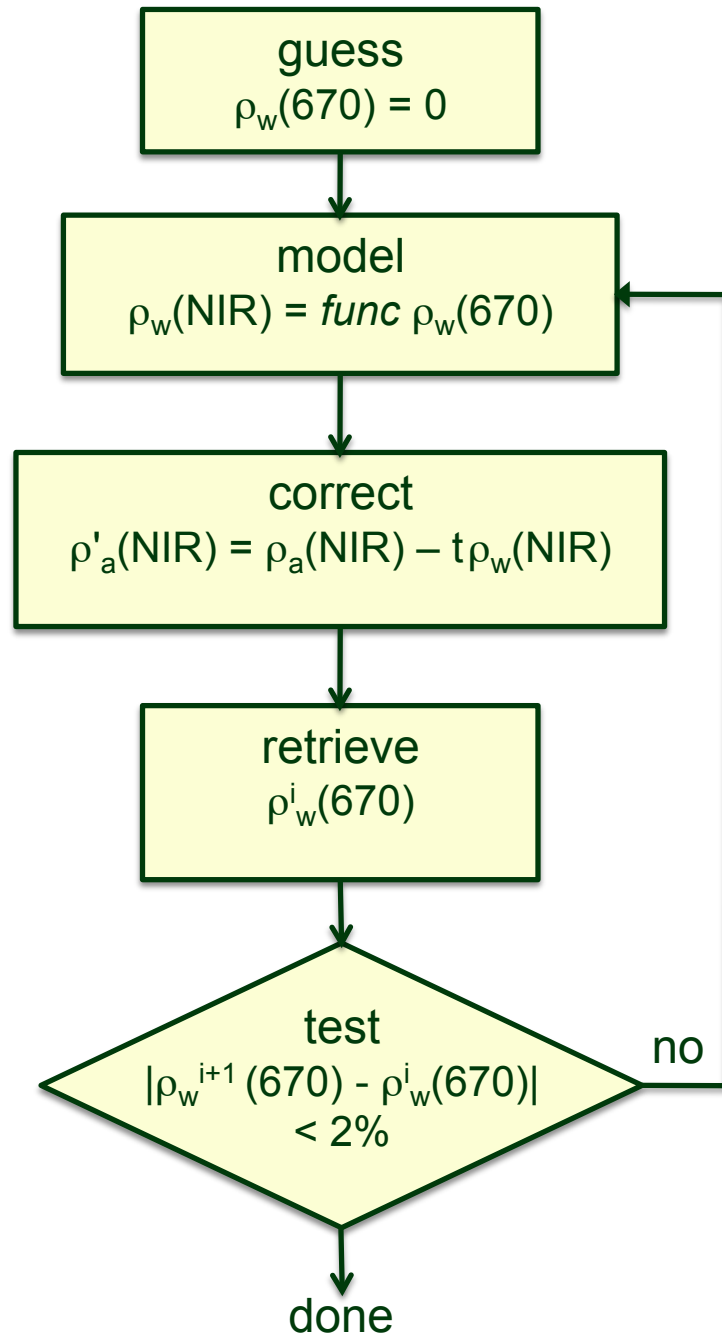 guess
ρw(670) = 0
model
ρw(NIR) = func ρw(670)
correct
ρ'a(NIR) = ρa(NIR) – tρw(NIR)
retrieve
ρiw(670)
test
|ρwi+1 (670) - ρiw(670)|
< 2%
no
done